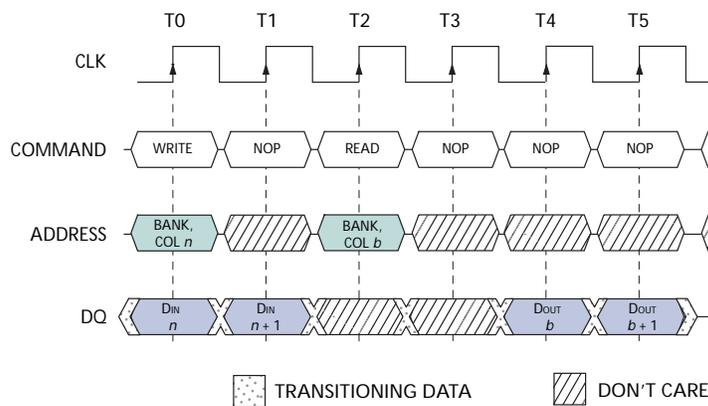 T0 T1 T2 T3 T4 T5
CLK
COMMAND WRITE NOP READ NOP NOP NOP
ADDRESS BANK, COL n BANK, COL b
DQ DIN n DIN n + 1 DOUT b DOUT b + 1
TRANSITIONING DATA DON'T CARE